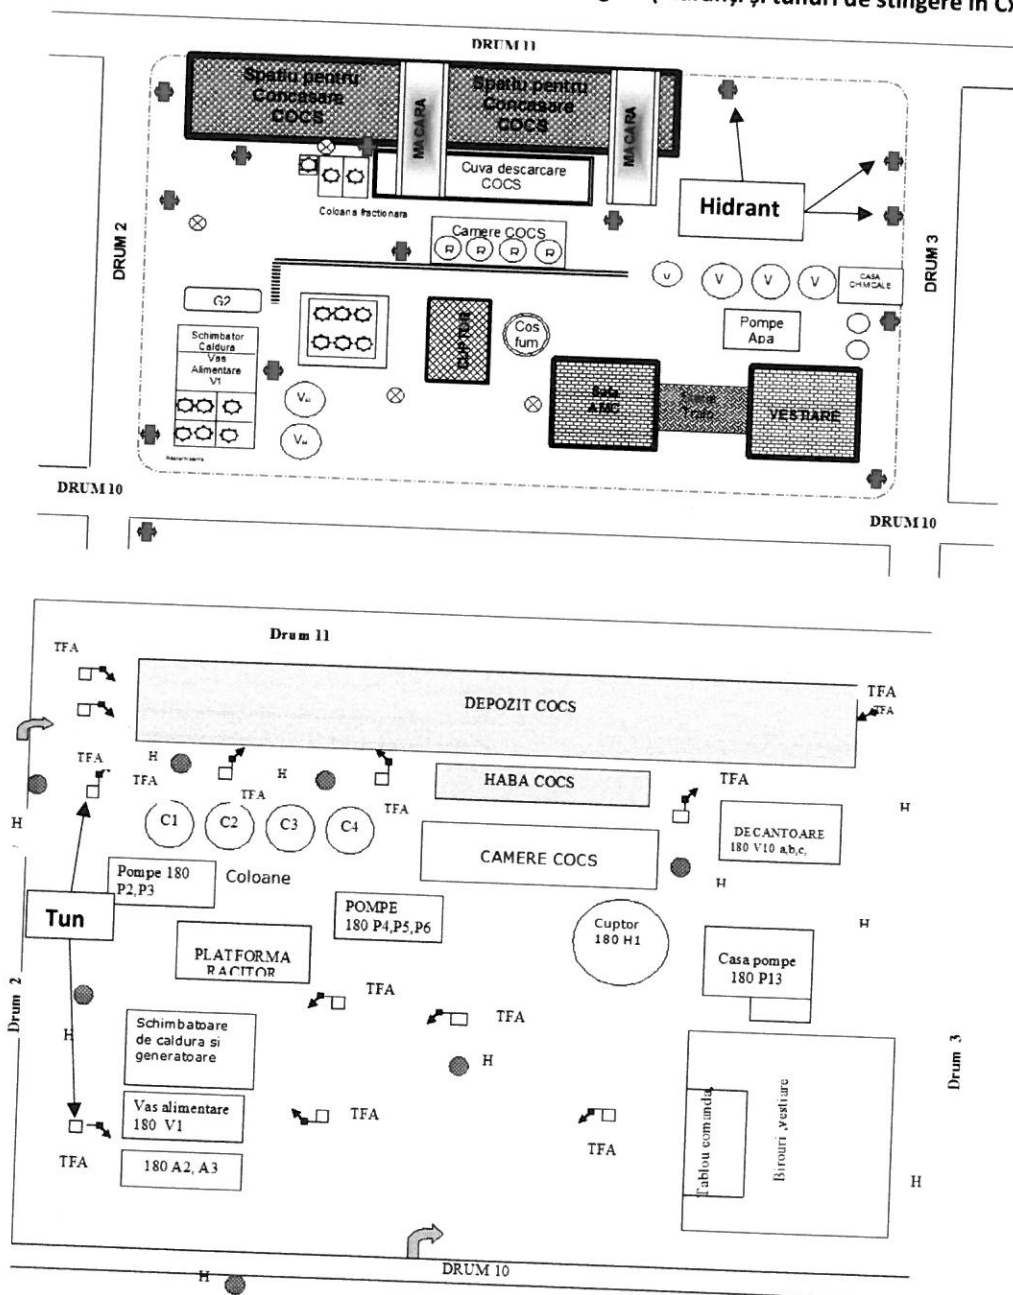 și tunuri de stingere în
DRUM 11
Spatiu pentru
Concasare
COCS
MACARA
Spatiu pentru
Concasare
COCS
MACARA
Cuva descarcare
COCS
Coloana fractionara
Hidrant
DRUM 2
DRUM 3
Camere COCS
R R R R
V V V
CASA
CHIMICALE
G2
Schimbator
Caldura
Vas
Alimentare
V1
CUPTOR
Cos
fum
Pompe
Apa
Sala
AMC
Trafo
VESTIARE
DRUM 10
DRUM 10
Drum 11
TFA
TFA
TFA
DEPOZIT COCS
TFA
TFA
H
H
TFA
TFA
HABA COCS
TFA
H
H
C1
C2
C3
C4
CAMERE COCS
DECANTOARE
180 V10 a,b,c,
Pompe 180
P2,P3
Coloane
H
Tun
POMPE
180 P4,P5,P6
Cuptor
180 H1
H
PLATFORMA
RACITOR
Casa pompe
180 P13
Drum 2
TFA
TFA
Schimbatoare
de caldura si
generatoare
H
H
Drum 3
Vas alimentare
180 V1
TFA
TFA
TFA
180 A2, A3
Tablou comanda,
Birouri ,vestiare
H
DRUM 10
H